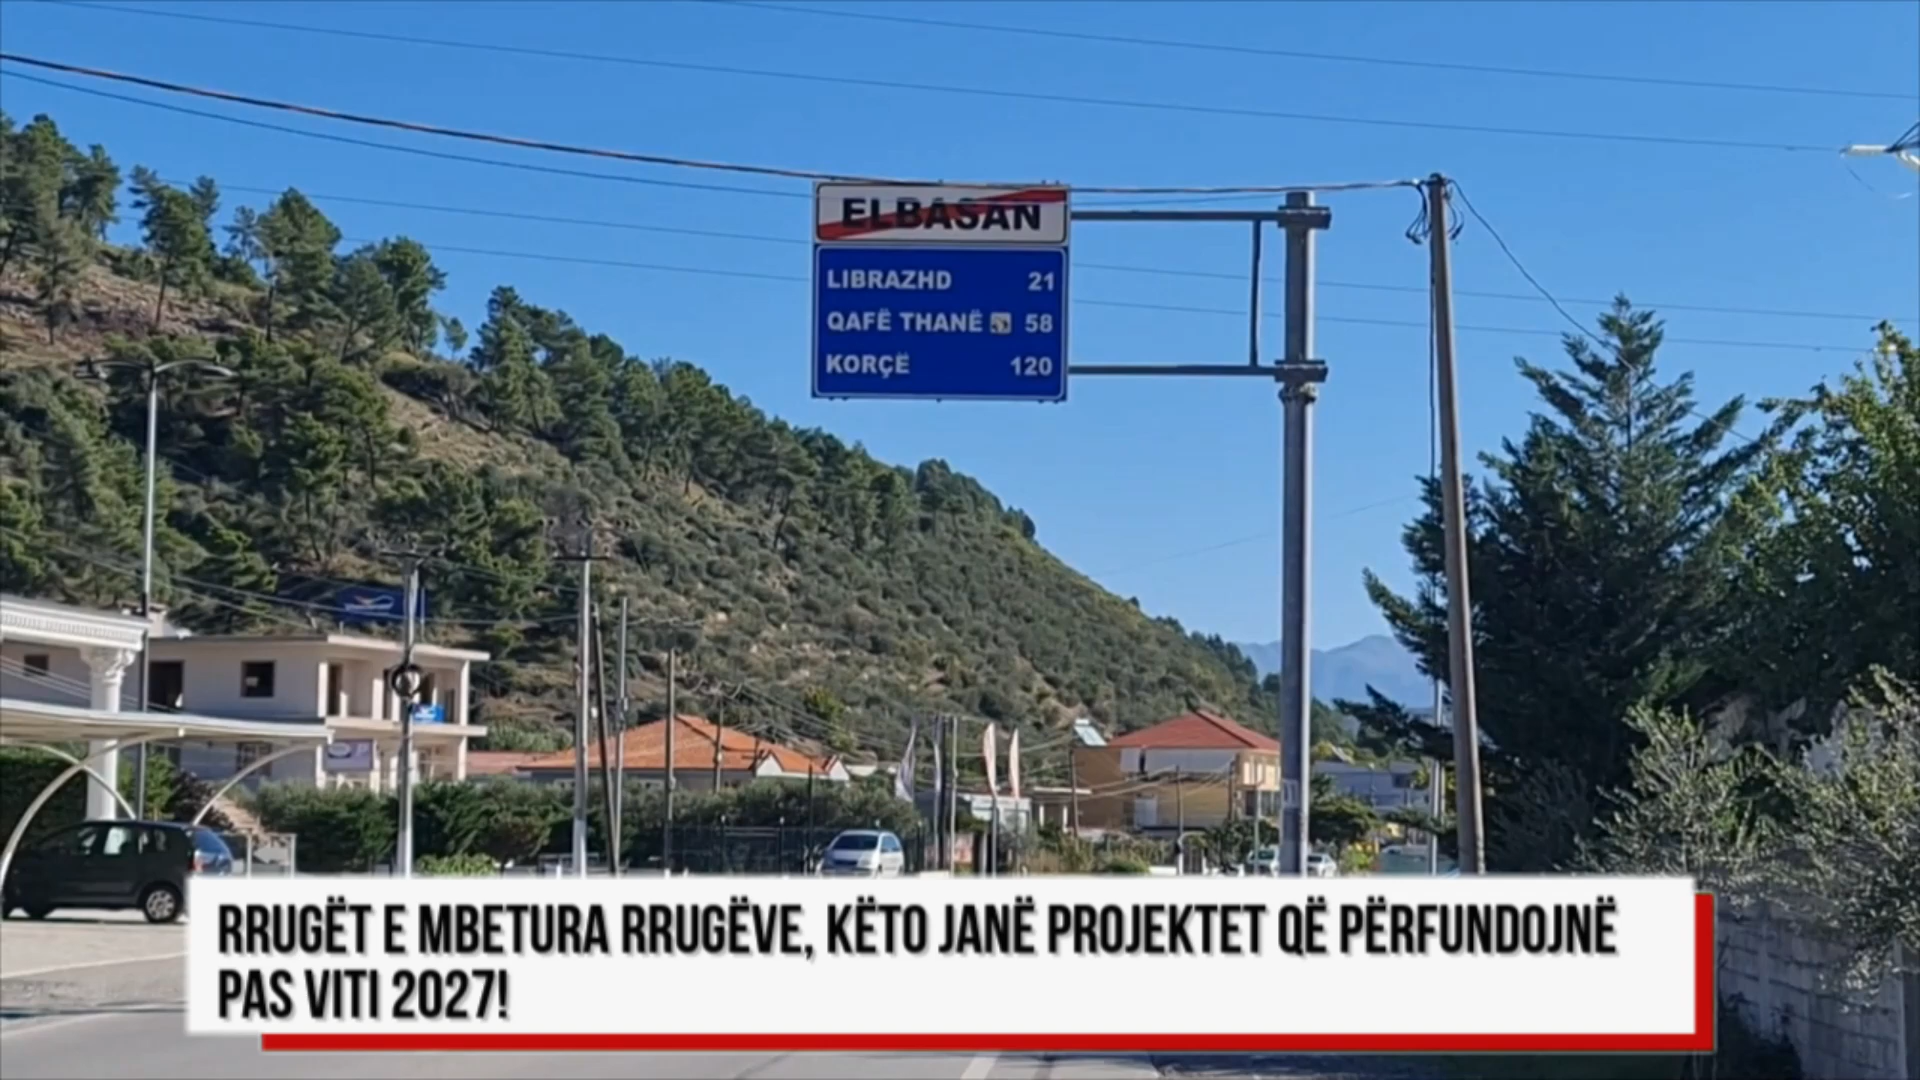 ELBASAN
LIBRAZHD 21
QAFË THANË 58
KORÇË 120
RRUGËT E MBETURA RRUGËVE, KËTO JANË PROJEKTET QË PËRFUNDOJNË
PAS VITI 2027!